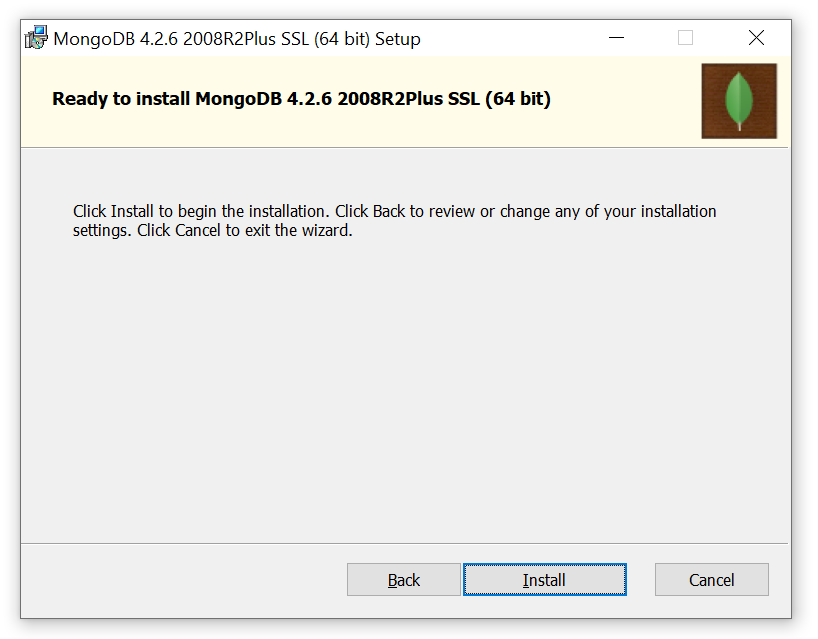 MongoDB 4.2.6 2008R2Plus SSL (64 bit) Setup
Ready to install MongoDB 4.2.6 2008R2Plus SSL (64 bit)
Click Install to begin the installation. Click Back to review or change any of your installation
settings. Click Cancel to exit the wizard.
Back Install Cancel